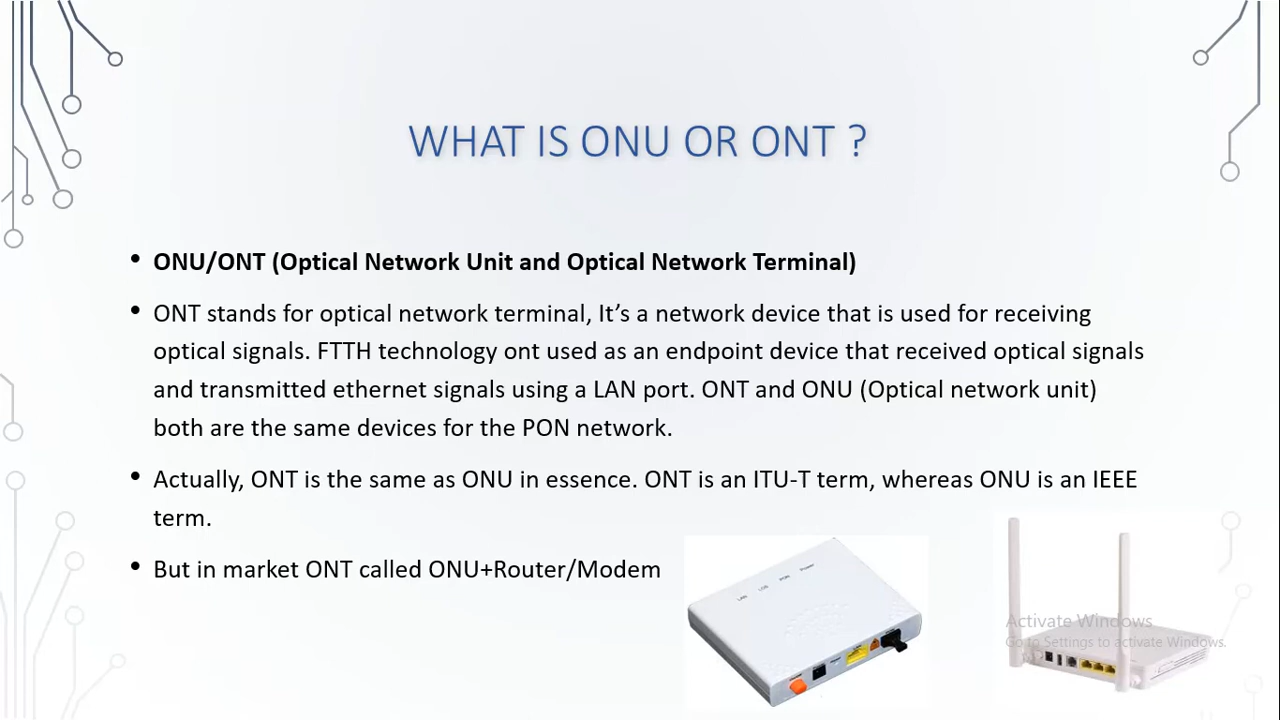 WHAT IS ONU OR ONT ?
• ONU/ONT (Optical Network Unit and Optical Network Terminal)
• ONT stands for optical network terminal, It’s a network device that is used for receiving
optical signals. FTTH technology ont used as an endpoint device that received optical signals
and transmitted ethernet signals using a LAN port. ONT and ONU (Optical network unit)
both are the same devices for the PON network.
• Actually, ONT is the same as ONU in essence. ONT is an ITU-T term, whereas ONU is an IEEE
term.
• But in market ONT called ONU+Router/Modem
LAN LOS PON Power
Activate Windows
Go to Settings to activate Windows.